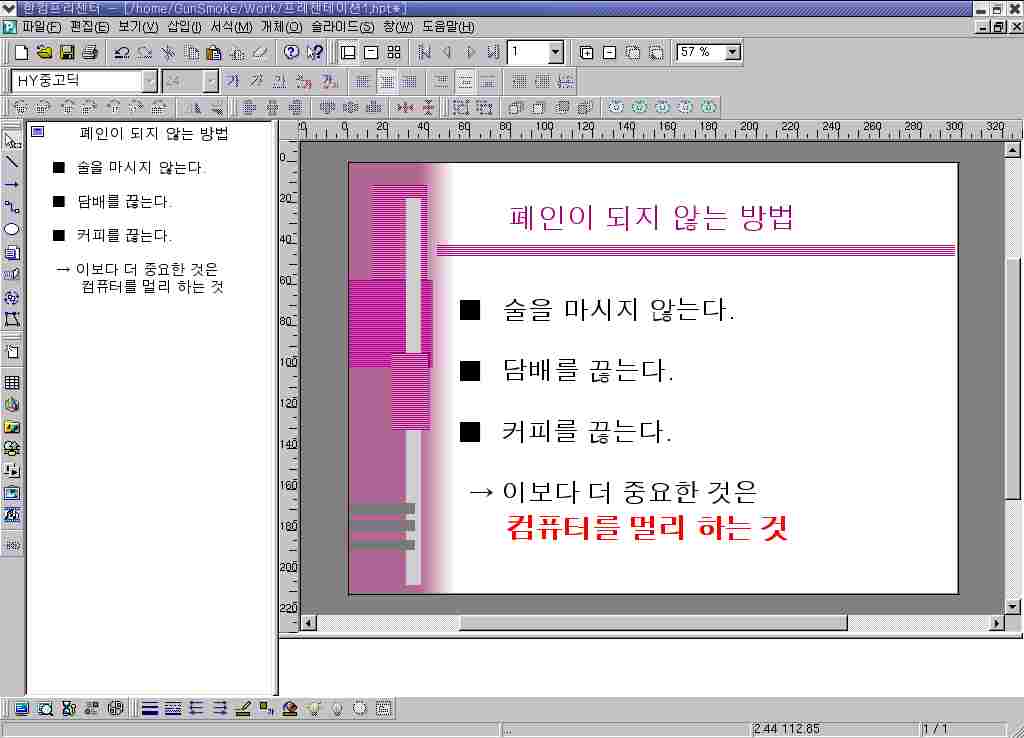 한컴프리젠터 - [/home/GunSmoke/Work/프레젠테이션1.hpt*]
파일(F) 편집(E) 보기(V) 삽입(I) 서식(M) 개체(O) 슬라이드(S) 창(W) 도움말(H)
1 57 %
HY중고딕 24
가 가 가 가 가
폐인이 되지 않는 방법
■ 술을 마시지 않는다.
■ 담배를 끊는다.
■ 커피를 끊는다.
→ 이보다 더 중요한 것은
컴퓨터를 멀리 하는 것
20 0 20 40 60 80 100 120 140 160 180 200 220 240 260 280 300 320
0
20
40
60
80
100
120
140
160
180
200
220
폐인이 되지 않는 방법
■ 술을 마시지 않는다.
■ 담배를 끊는다.
■ 커피를 끊는다.
→ 이보다 더 중요한 것은
컴퓨터를 멀리 하는 것
... 2.44 112.85 1 / 1